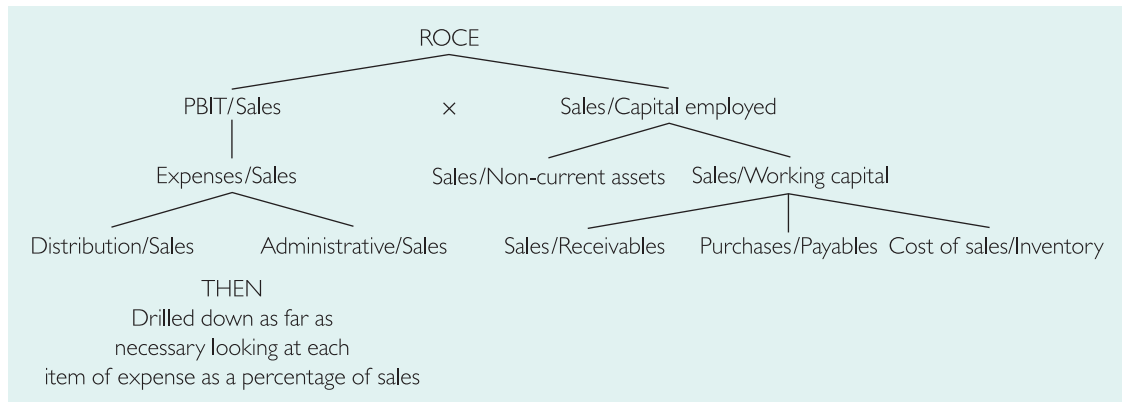 ROCE
PBIT/Sales × Sales/Capital employed
Expenses/Sales Sales/Non-current assets Sales/Working capital
Distribution/Sales Administrative/Sales Sales/Receivables Purchases/Payables Cost of sales/Inventory
THEN
Drilled down as far as
necessary looking at each
item of expense as a percentage of sales